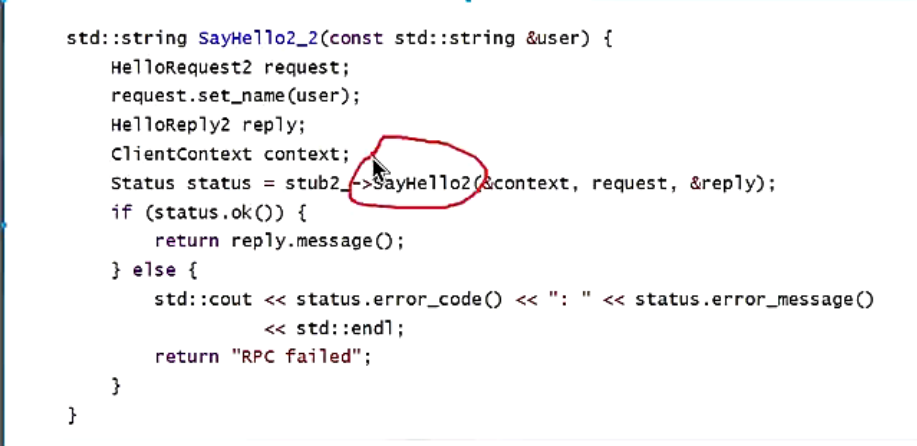 std::string SayHello2_2(const std::string &user) {
HelloRequest2 request;
request.set_name(user);
HelloReply2 reply;
ClientContext context;
Status status = stub2_->SayHello2(&context, request, &reply);
if (status.ok()) {
return reply.message();
} else {
std::cout << status.error_code() << ": " << status.error_message()
<< std::endl;
return "RPC failed";
}
}